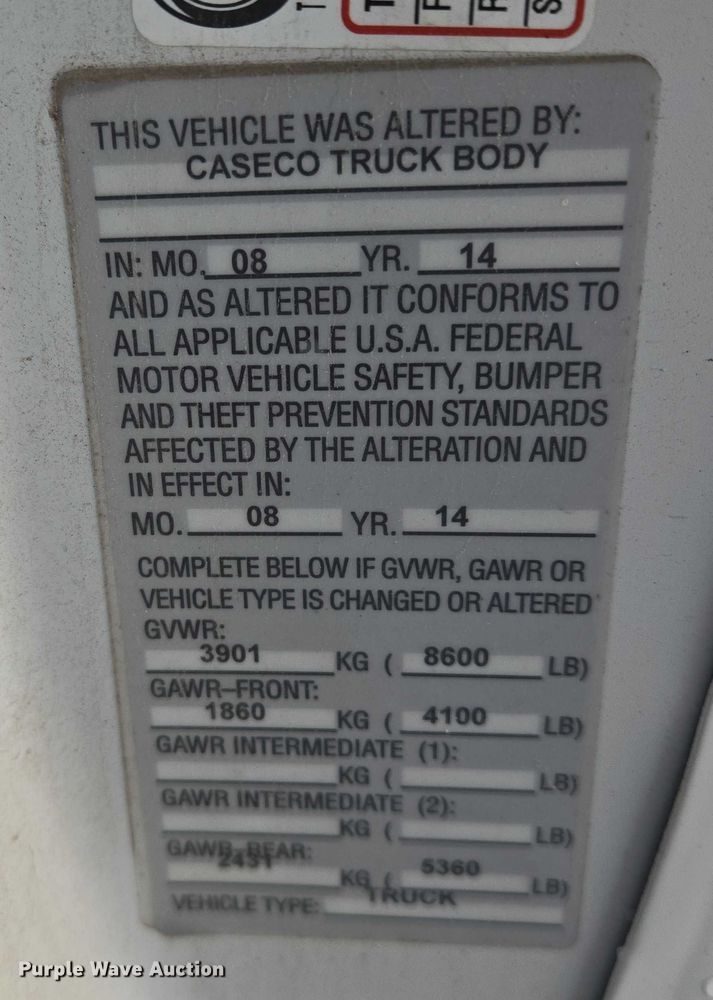 THIS VEHICLE WAS ALTERED BY:
CASECO TRUCK BODY
IN: MO. 08 YR. 14
AND AS ALTERED IT CONFORMS TO
ALL APPLICABLE U.S.A. FEDERAL
MOTOR VEHICLE SAFETY, BUMPER
AND THEFT PREVENTION STANDARDS
AFFECTED BY THE ALTERATION AND
IN EFFECT IN:
MO. 08 YR. 14
COMPLETE BELOW IF GVWR, GAWR OR
VEHICLE TYPE IS CHANGED OR ALTERED
GVWR:
3901 KG ( 8600 LB)
GAWR-FRONT:
1860 KG ( 4100 LB)
GAWR INTERMEDIATE (1):
KG ( LB)
GAWR INTERMEDIATE (2):
KG ( LB)
GAWR-REAR:
2431 KG ( 5360 LB)
VEHICLE TYPE: TRUCK
Purple Wave Auction